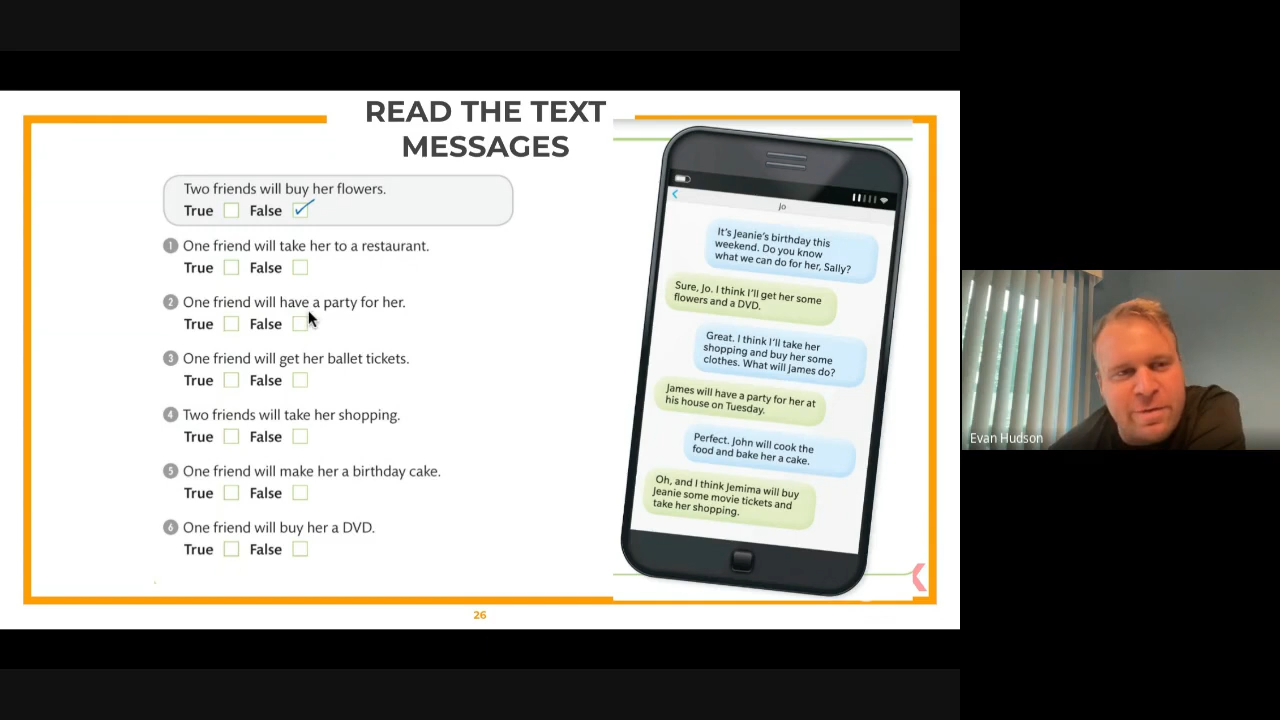 READ THE TEXT
MESSAGES
Two friends will buy her flowers.
True False
1 One friend will take her to a restaurant.
True False
2 One friend will have a party for her.
True False
3 One friend will get her ballet tickets.
True False
4 Two friends will take her shopping.
True False
5 One friend will make her a birthday cake.
True False
6 One friend will buy her a DVD.
True False
Jo
It's Jeanie's birthday this
weekend. Do you know
what we can do for her, Sally?
Sure, Jo. I think I'll get her some
flowers and a DVD.
Great. I think I'll take her
shopping and buy her some
clothes. What will James do?
James will have a party for her at
his house on Tuesday.
Perfect. John will cook the
food and bake her a cake.
Oh, and I think Jemima will buy
Jeanie some movie tickets and
take her shopping.
26
Evan Hudson